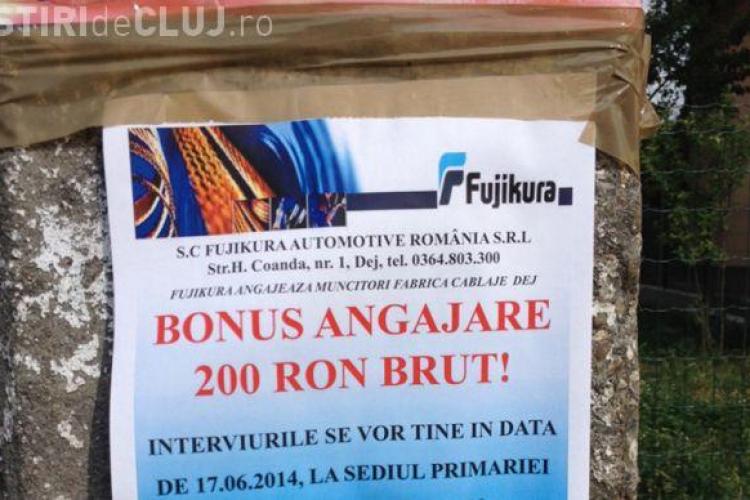 STIRIdeCLUJ.ro
Fujikura
S.C FUJIKURA AUTOMOTIVE ROMÂNIA S.R.L
Str.H. Coanda, nr. 1, Dej, tel. 0364.803.300
FUJIKURA ANGAJEAZA MUNCITORI FABRICA CABLAJE DEJ
BONUS ANGAJARE
200 RON BRUT!
INTERVIURILE SE VOR TINE IN DATA
DE 17.06.2014, LA SEDIUL PRIMARIEI